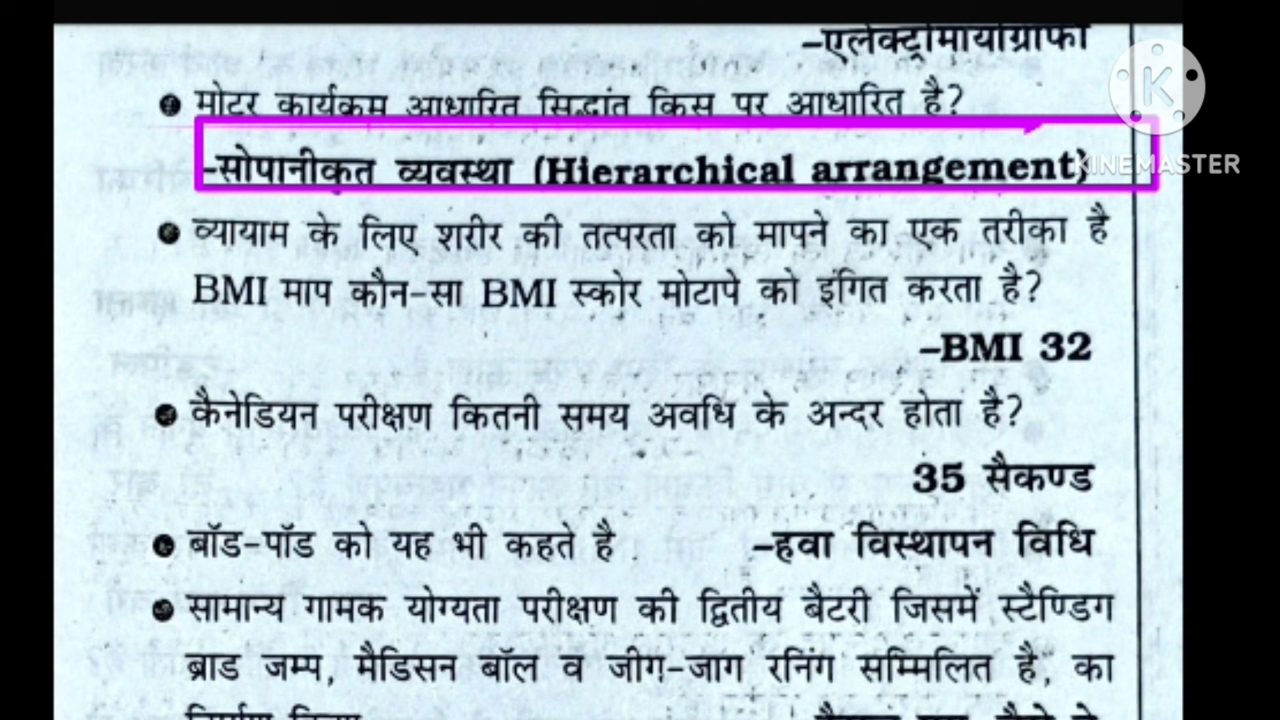 -एलेक्ट्रोमायोग्राफी
● मोटर कार्यकम आधारित सिद्धांत किस पर आधारित है?
K
-सोपानीकृत व्यवस्था (Hierarchical arrangement)
KINEMASTER
● व्यायाम के लिए शरीर की तत्परता को मापने का एक तरीका है
BMI माप कौन-सा BMI स्कोर मोटापे को इंगित करता है?
-BMI 32
● कैनेडियन परीक्षण कितनी समय अवधि के अन्दर होता है?
35 सैकण्ड
● बॉड-पॉड को यह भी कहते है -हवा विस्थापन विधि
● सामान्य गामक योग्यता परीक्षण की द्वितीय बैटरी जिसमें स्टैण्डिग
ब्राड जम्प, मैडिसन बॉल व जीग-जाग रनिंग सम्मिलित है, का